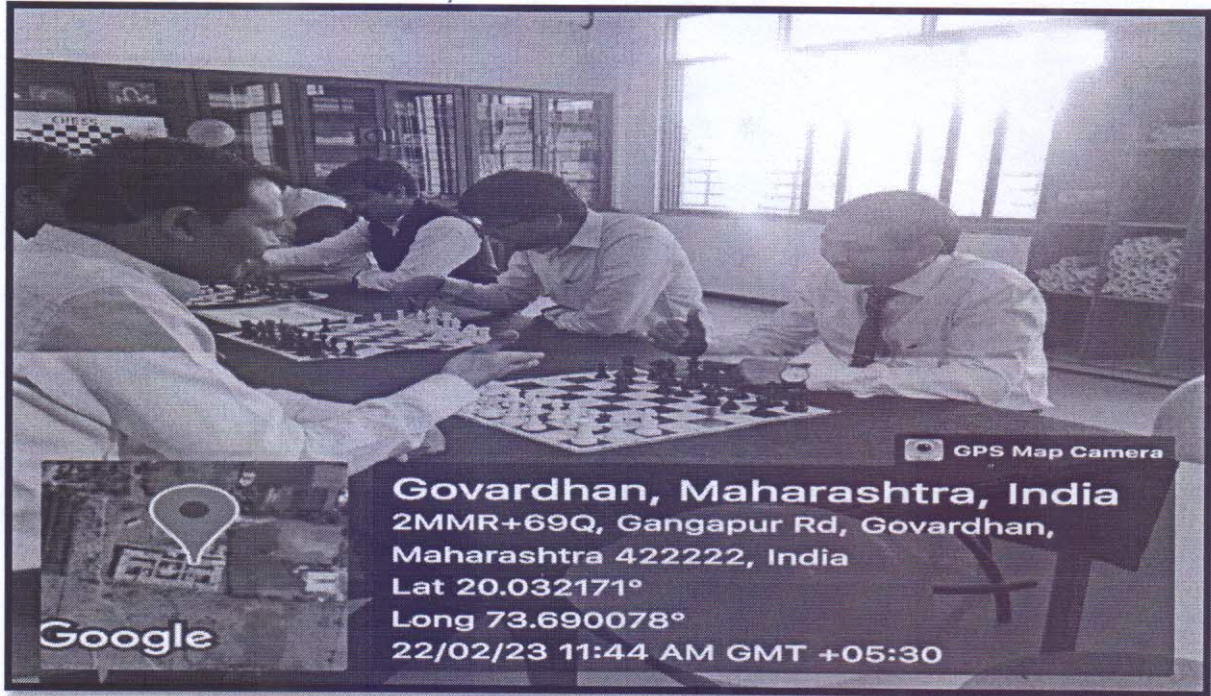 CHESS
GPS Map Camera
Govardhan, Maharashtra, India
2MMR+69Q, Gangapur Rd, Govardhan,
Maharashtra 422222, India
Lat 20.032171°
Long 73.690078°
22/02/23 11:44 AM GMT +05:30
Google